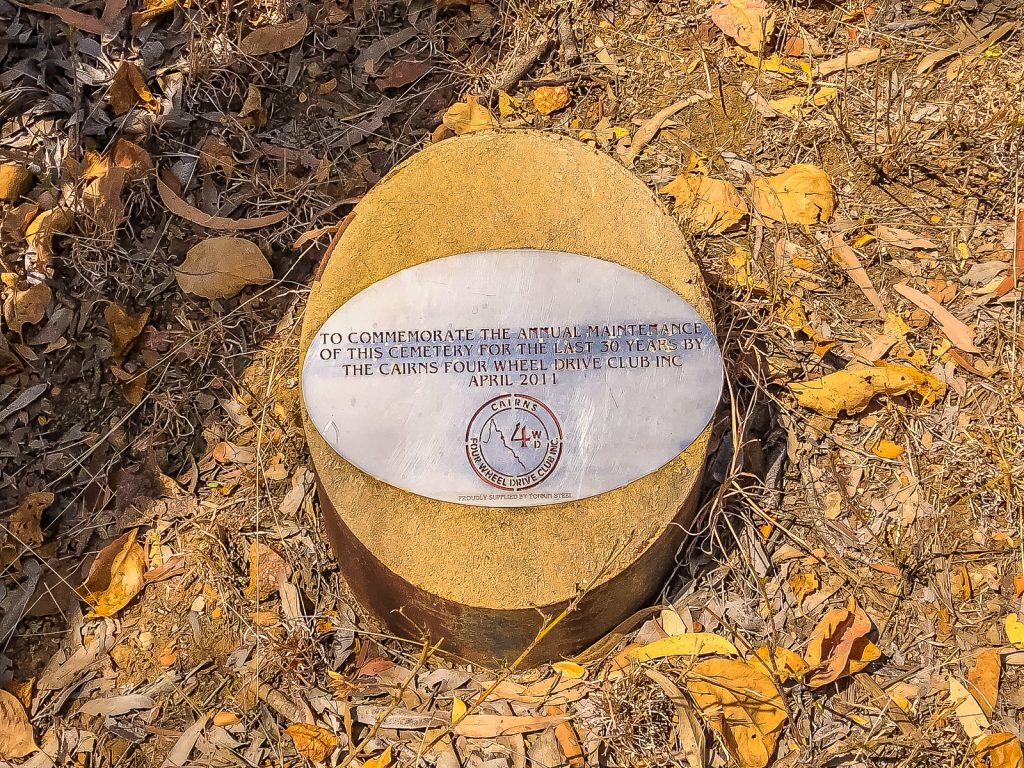 TO COMMEMORATE THE ANNUAL MAINTENANCE
OF THIS CEMETERY FOR THE LAST 30 YEARS BY
THE CAIRNS FOUR WHEEL DRIVE CLUB INC
APRIL 2011
CAIRNS
4WD
FOUR WHEEL DRIVE CLUB INC.
PROUDLY SUPPLIED BY STEEL